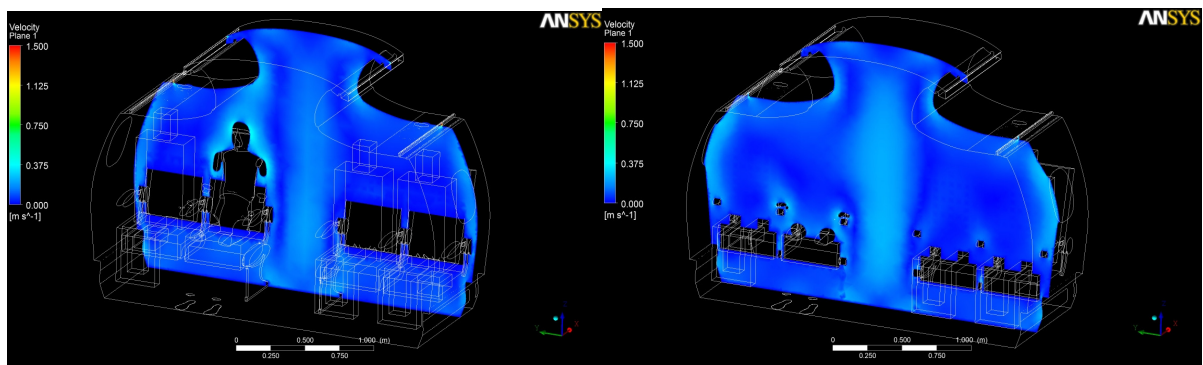 ANSYS
Velocity
Plane 1
1.500
1.125
0.750
0.375
0.000
[m s^-1]
Z
Y
X
0 0.500 1.000 (m)
0.250 0.750
ANSYS
Velocity
Plane 1
1.500
1.125
0.750
0.375
0.000
[m s^-1]
Z
Y
X
0 0.500 1.000 (m)
0.250 0.750